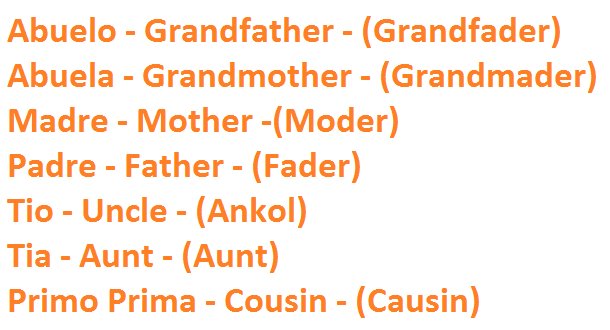 Abuelo - Grandfather - (Grandfader)
Abuela - Grandmother - (Grandmader)
Madre - Mother -(Moder)
Padre - Father - (Fader)
Tio - Uncle - (Ankol)
Tia - Aunt - (Aunt)
Primo Prima - Cousin - (Causin)